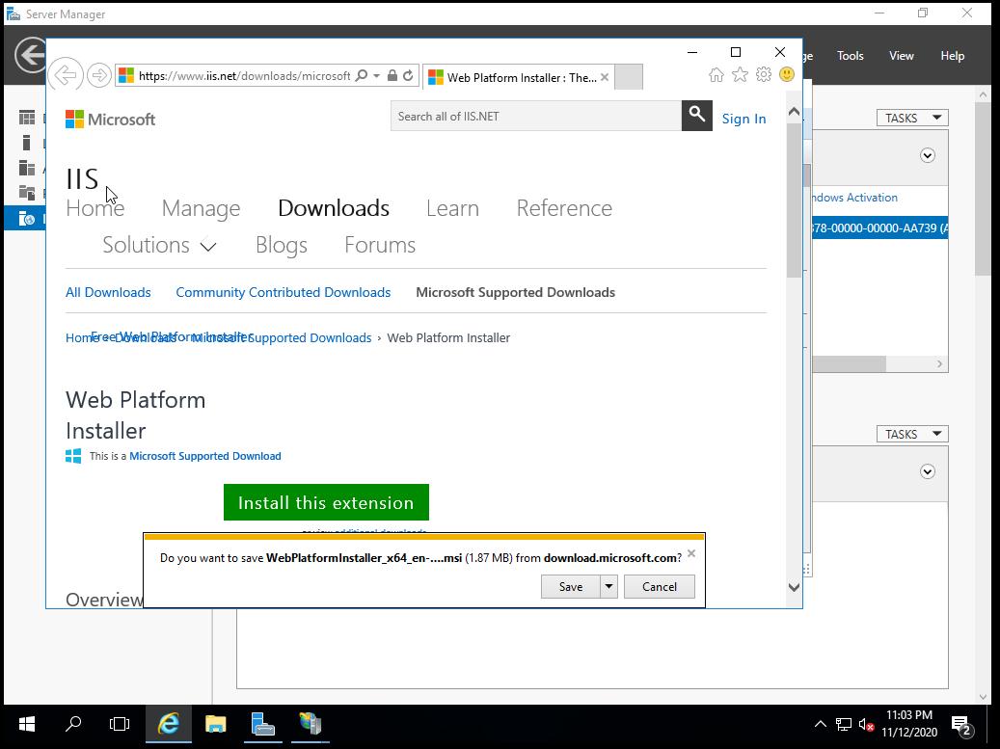 Server Manager
ge
Tools
View
Help
https://www.iis.net/downloads/microsoft
Web Platform Installer : The...
Microsoft
Search all of IIS.NET
Sign In
TASKS
IIS
Home
Manage
Downloads
Learn
Reference
Solutions
Blogs
Forums
ndows Activation
378-00000-00000-AA739 (A
All Downloads
Community Contributed Downloads
Microsoft Supported Downloads
Free Web Platform Installer
Home › Downloads › Microsoft Supported Downloads › Web Platform Installer
Web Platform
Installer
This is a Microsoft Supported Download
TASKS
Install this extension
or view additional downloads
Do you want to save WebPlatformInstaller_x64_en-....msi (1.87 MB) from download.microsoft.com?
Save
Cancel
Overview
11:03 PM
11/12/2020
2